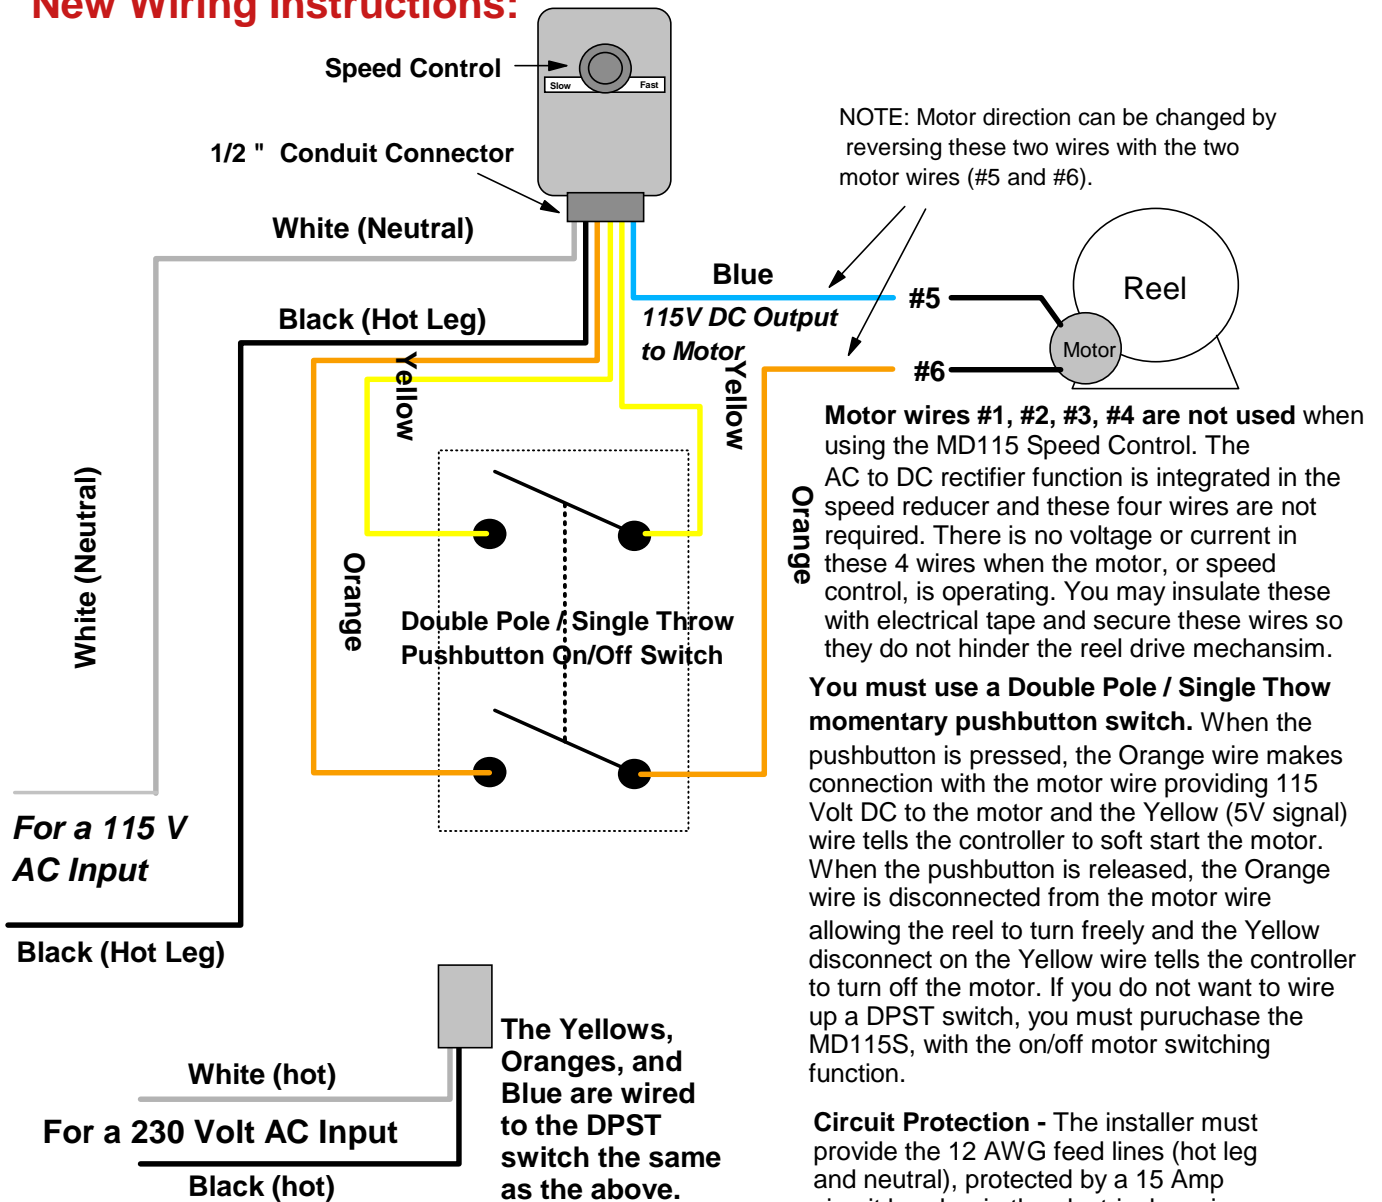 New Wiring Instructions:
Speed Control
Slow Fast
1/2 " Conduit Connector
White (Neutral)
NOTE: Motor direction can be changed by
reversing these two wires with the two
motor wires (#5 and #6).
Blue
115V DC Output
to Motor
#5
#6
Reel
Motor
Black (Hot Leg)
Yellow
Yellow
Orange
Orange
White (Neutral)
Double Pole / Single Throw
Pushbutton On/Off Switch
For a 115 V
AC Input
Black (Hot Leg)
Motor wires #1, #2, #3, #4 are not used when
using the MD115 Speed Control. The
AC to DC rectifier function is integrated in the
speed reducer and these four wires are not
required. There is no voltage or current in
these 4 wires when the motor, or speed
control, is operating. You may insulate these
with electrical tape and secure these wires so
they do not hinder the reel drive mechansim.
You must use a Double Pole / Single Thow
momentary pushbutton switch. When the
pushbutton is pressed, the Orange wire makes
connection with the motor wire providing 115
Volt DC to the motor and the Yellow (5V signal)
wire tells the controller to soft start the motor.
When the pushbutton is released, the Orange
wire is disconnected from the motor wire
allowing the reel to turn freely and the Yellow
disconnect on the Yellow wire tells the controller
to turn off the motor. If you do not want to wire
up a DPST switch, you must puruchase the
MD115S, with the on/off motor switching
function.
White (hot)
For a 230 Volt AC Input
Black (hot)
The Yellows,
Oranges, and
Blue are wired
to the DPST
switch the same
as the above.
Circuit Protection - The installer must
provide the 12 AWG feed lines (hot leg
and neutral), protected by a 15 Amp